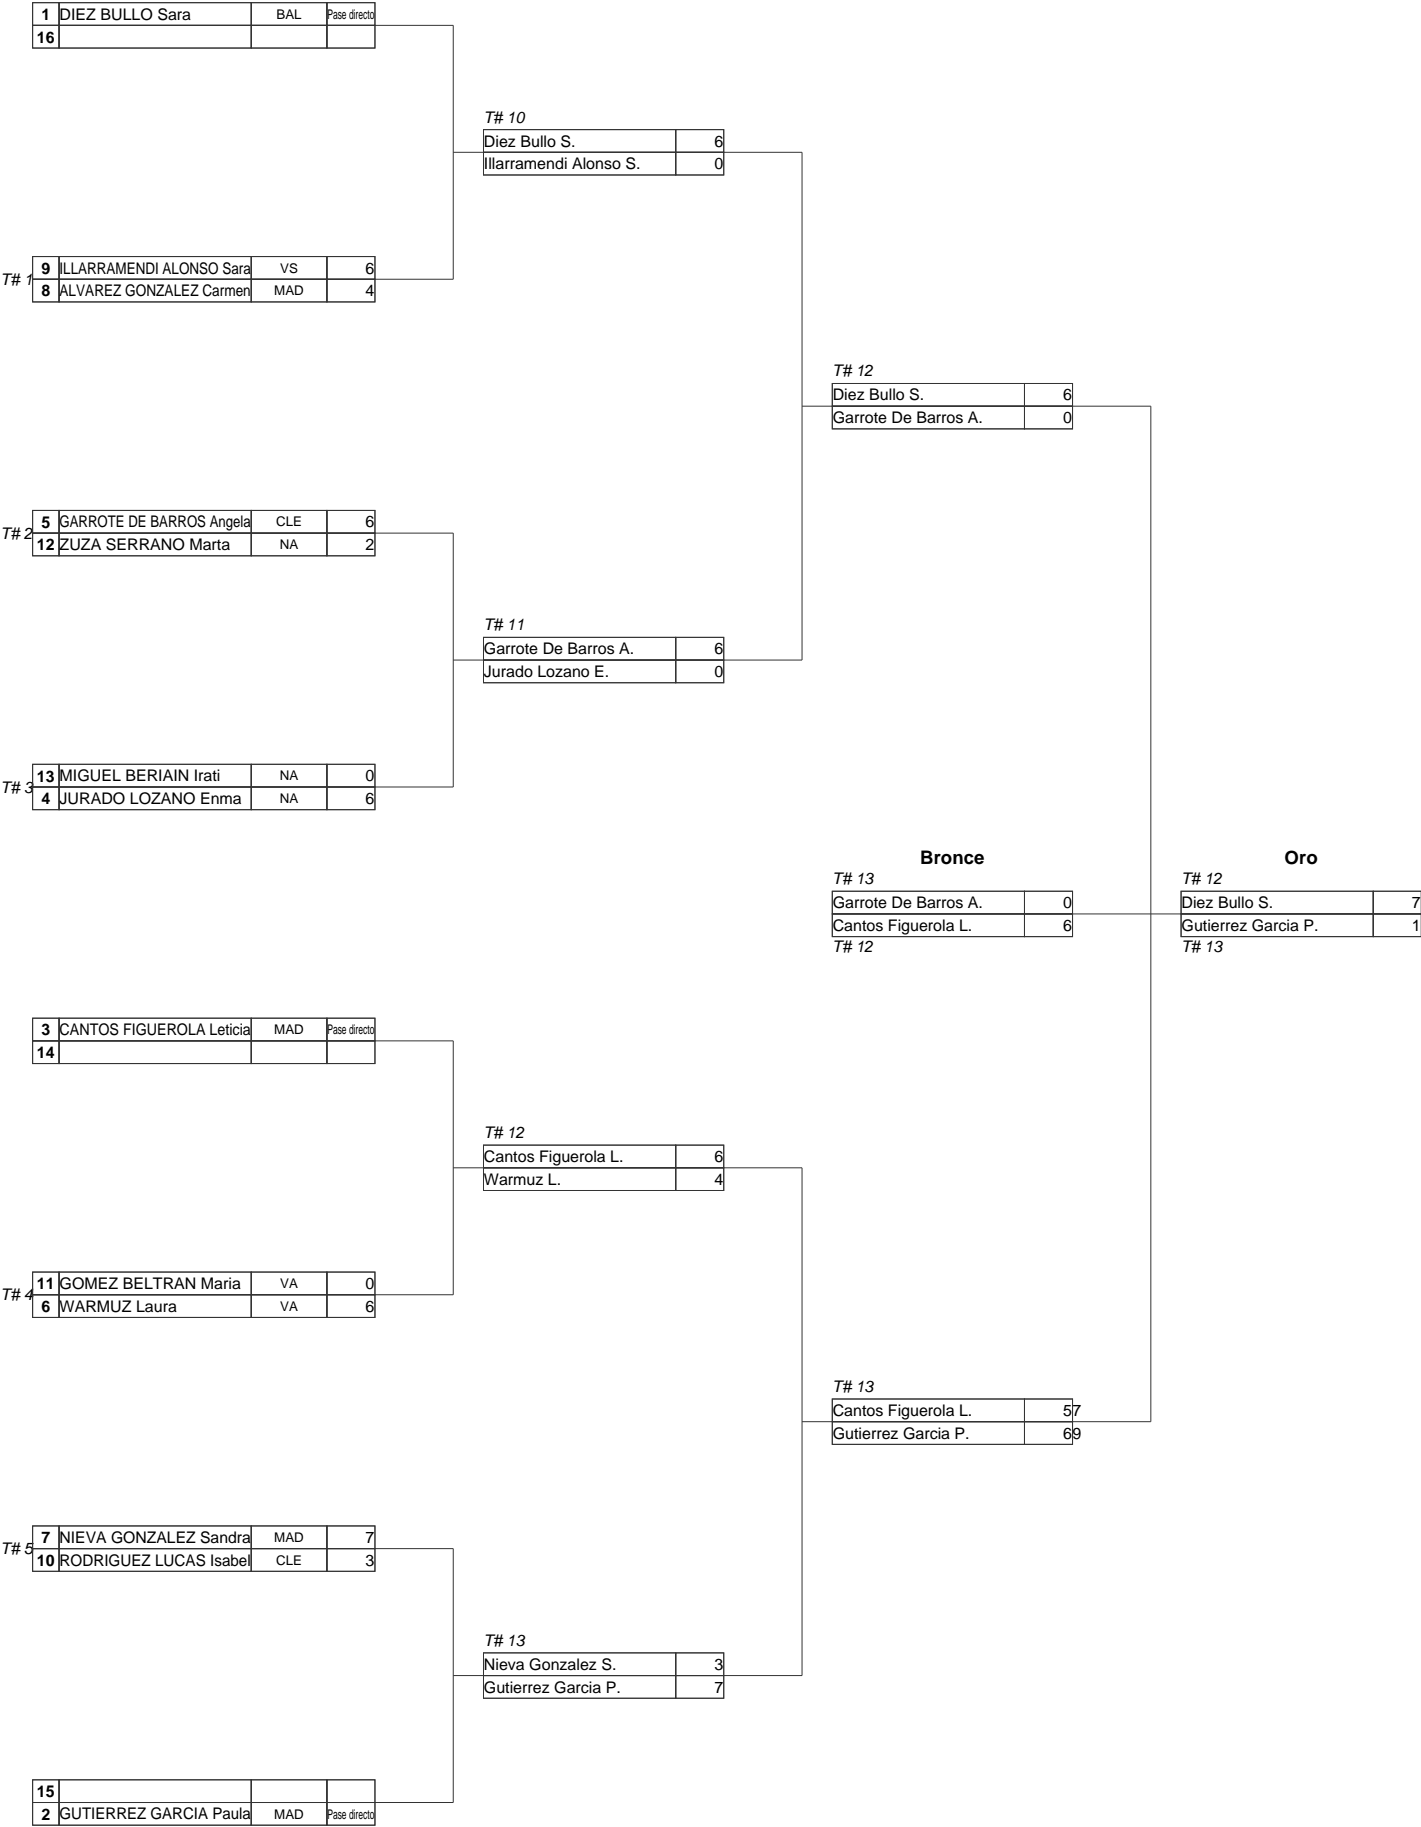 1 DIEZ BULLO Sara BAL Pase directo
16
T# 10
Diez Bullo S. 6
Illarramendi Alonso S. 0
T# 1
9 ILLARRAMENDI ALONSO Sara VS 6
8 ALVAREZ GONZALEZ Carmen MAD 4
T# 12
Diez Bullo S. 6
Garrote De Barros A. 0
T# 2
5 GARROTE DE BARROS Angela CLE 6
12 ZUZA SERRANO Marta NA 2
T# 11
Garrote De Barros A. 6
Jurado Lozano E. 0
T# 3
13 MIGUEL BERIAIN Irati NA 0
4 JURADO LOZANO Enma NA 6
Bronce
T# 13
Garrote De Barros A. 0
Cantos Figuerola L. 6
T# 12
Oro
T# 12
Diez Bullo S. 7
Gutierrez Garcia P. 1
T# 13
3 CANTOS FIGUEROLA Leticia MAD Pase directo
14
T# 12
Cantos Figuerola L. 6
Warmuz L. 4
T# 4
11 GOMEZ BELTRAN Maria VA 0
6 WARMUZ Laura VA 6
T# 13
Cantos Figuerola L. 57
Gutierrez Garcia P. 69
T# 5
7 NIEVA GONZALEZ Sandra MAD 7
10 RODRIGUEZ LUCAS Isabel CLE 3
T# 13
Nieva Gonzalez S. 3
Gutierrez Garcia P. 7
15
2 GUTIERREZ GARCIA Paula MAD Pase directo